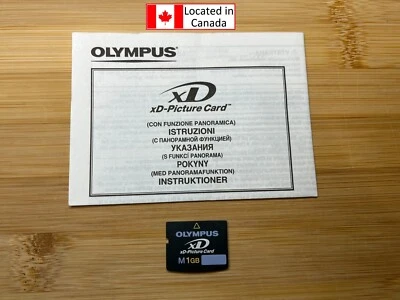 Located in
Canada
OLYMPUS®
xD
xD-Picture Card™
(CON FUNZIONE PANORAMICA)
ISTRUZIONI
(С ПАНОРАМНОЙ ФУНКЦИЕЙ)
УКАЗАНИЯ
(S FUNKCÍ PANORAMA)
POKYNY
(MED PANORAMAFUNKTION)
INSTRUKTIONER
OLYMPUS
xD
xD-Picture Card
M 1GB